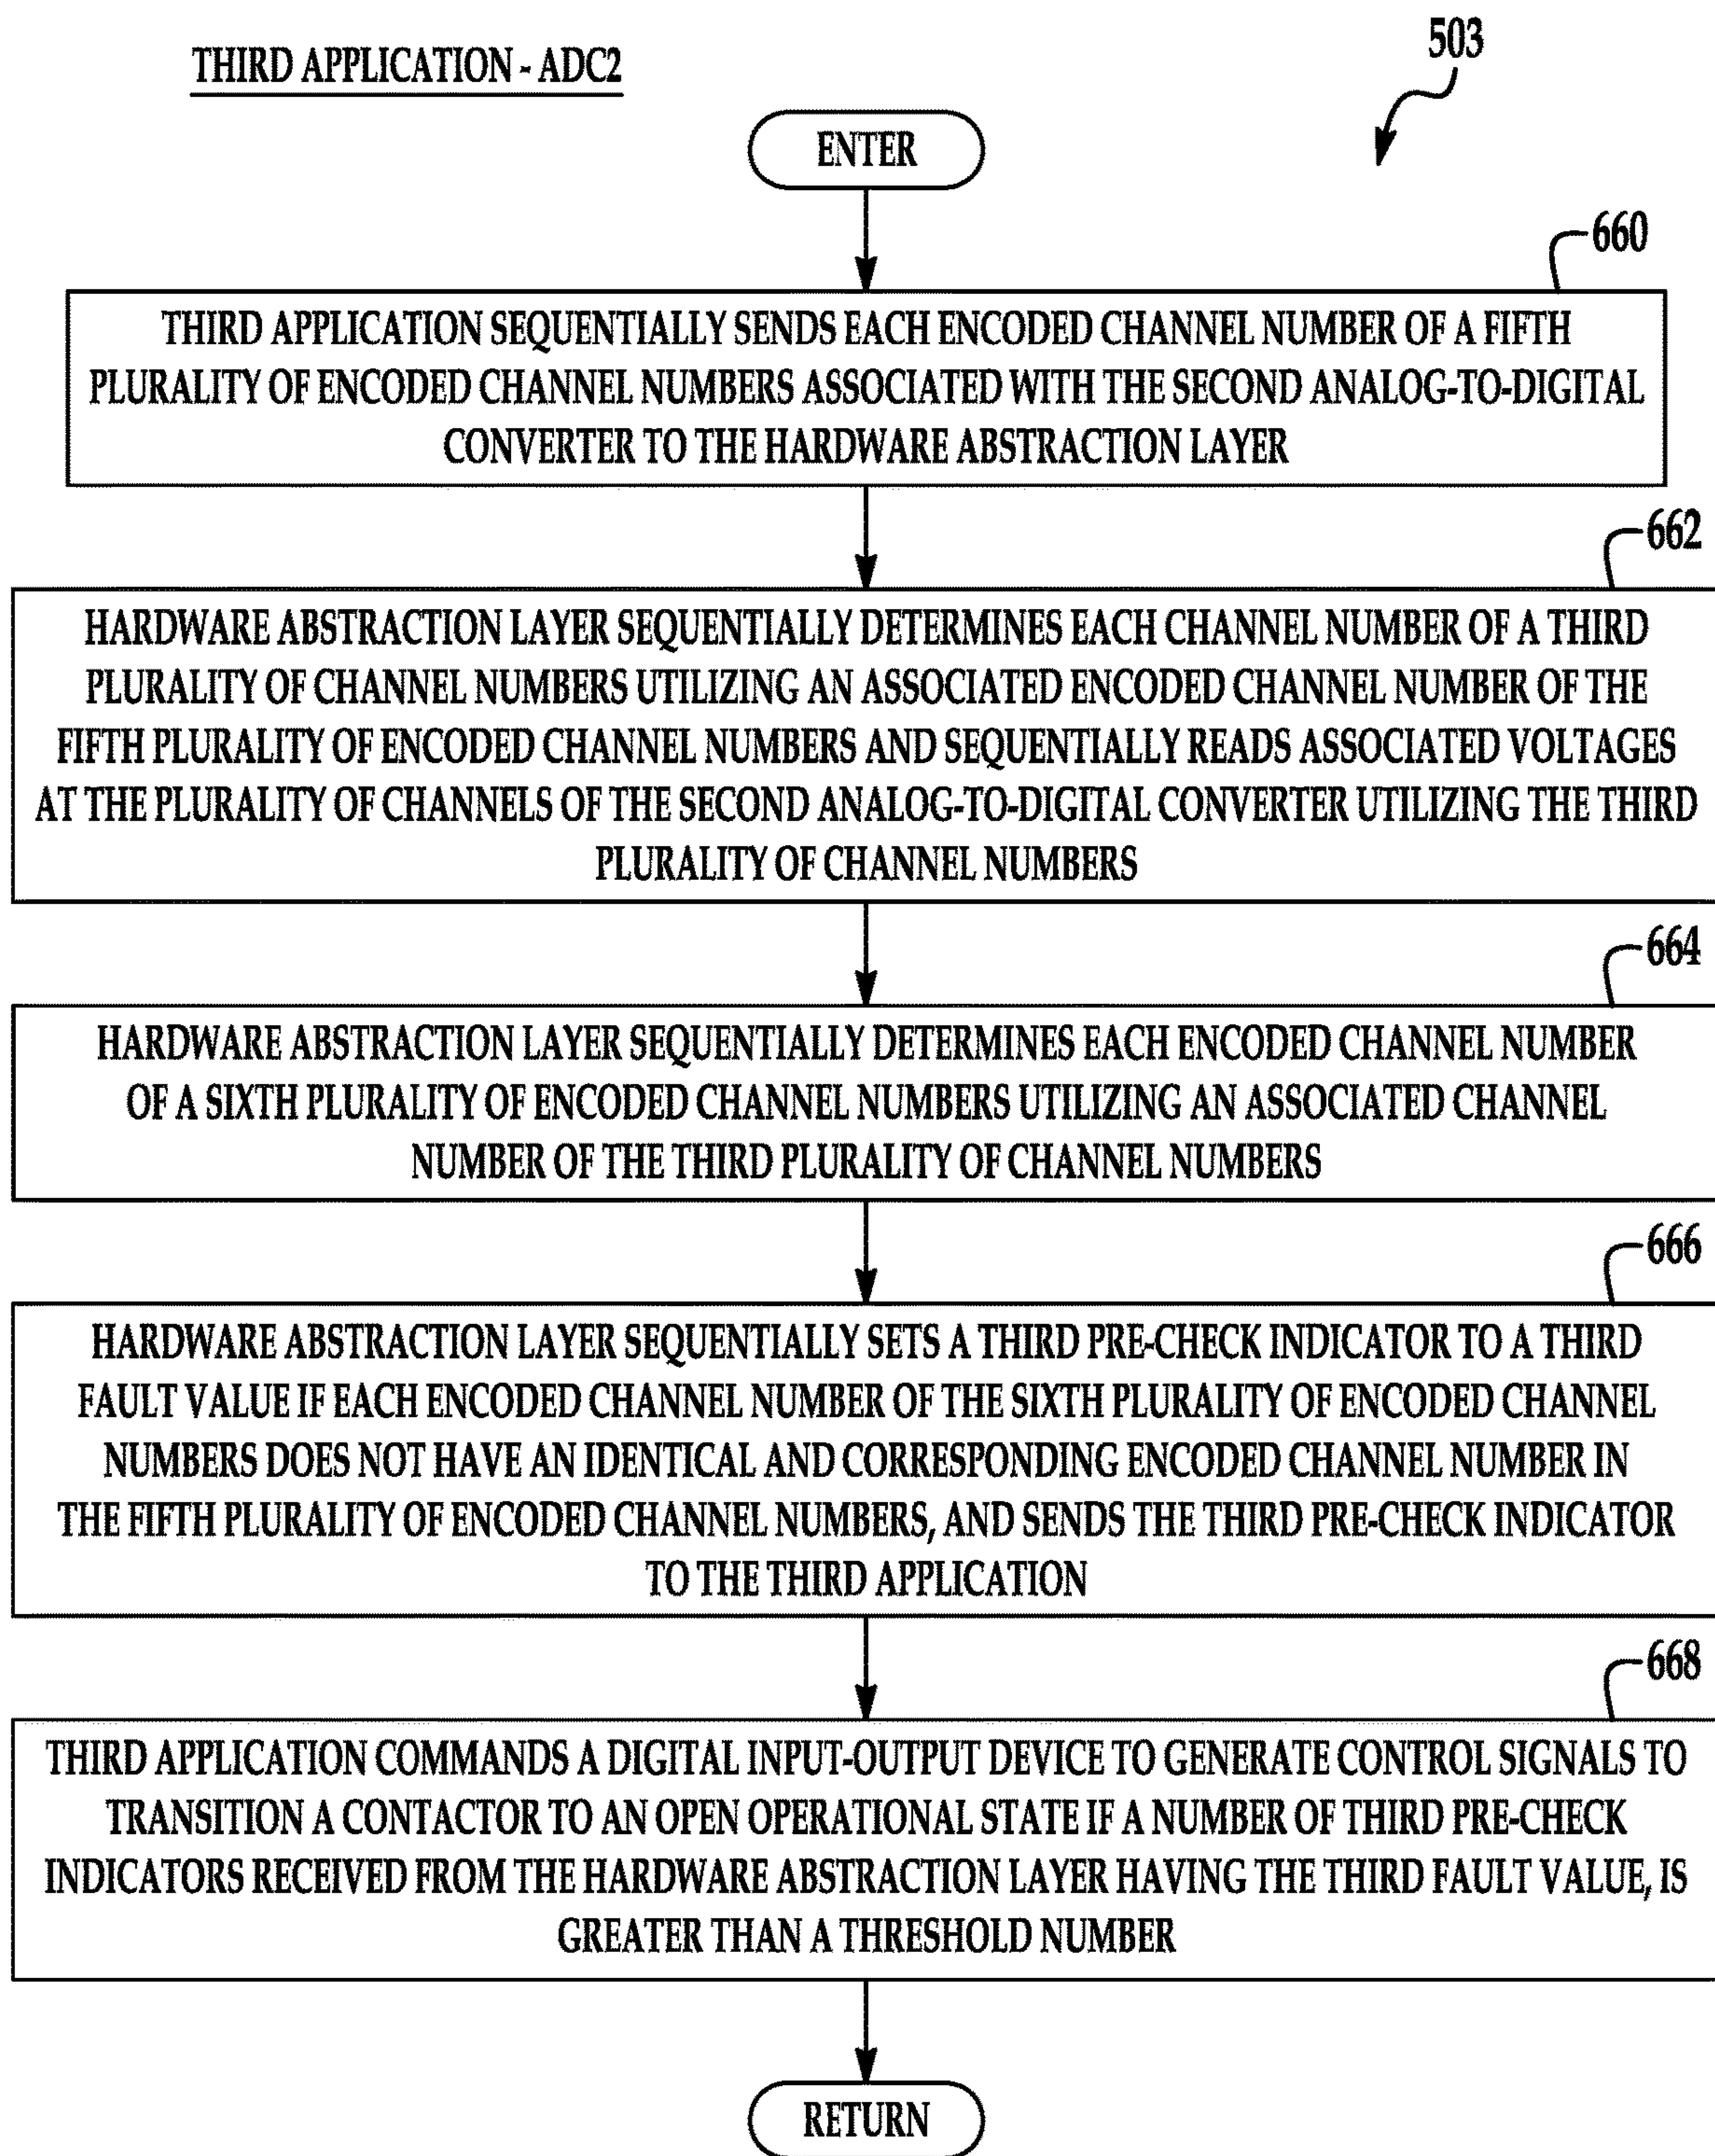 THIRD APPLICATION - ADC2
503
ENTER
660
THIRD APPLICATION SEQUENTIALLY SENDS EACH ENCODED CHANNEL NUMBER OF A FIFTH
PLURALITY OF ENCODED CHANNEL NUMBERS ASSOCIATED WITH THE SECOND ANALOG-TO-DIGITAL
CONVERTER TO THE HARDWARE ABSTRACTION LAYER
662
HARDWARE ABSTRACTION LAYER SEQUENTIALLY DETERMINES EACH CHANNEL NUMBER OF A THIRD
PLURALITY OF CHANNEL NUMBERS UTILIZING AN ASSOCIATED ENCODED CHANNEL NUMBER OF THE
FIFTH PLURALITY OF ENCODED CHANNEL NUMBERS AND SEQUENTIALLY READS ASSOCIATED VOLTAGES
AT THE PLURALITY OF CHANNELS OF THE SECOND ANALOG-TO-DIGITAL CONVERTER UTILIZING THE THIRD
PLURALITY OF CHANNEL NUMBERS
664
HARDWARE ABSTRACTION LAYER SEQUENTIALLY DETERMINES EACH ENCODED CHANNEL NUMBER
OF A SIXTH PLURALITY OF ENCODED CHANNEL NUMBERS UTILIZING AN ASSOCIATED CHANNEL
NUMBER OF THE THIRD PLURALITY OF CHANNEL NUMBERS
666
HARDWARE ABSTRACTION LAYER SEQUENTIALLY SETS A THIRD PRE-CHECK INDICATOR TO A THIRD
FAULT VALUE IF EACH ENCODED CHANNEL NUMBER OF THE SIXTH PLURALITY OF ENCODED CHANNEL
NUMBERS DOES NOT HAVE AN IDENTICAL AND CORRESPONDING ENCODED CHANNEL NUMBER IN
THE FIFTH PLURALITY OF ENCODED CHANNEL NUMBERS, AND SENDS THE THIRD PRE-CHECK INDICATOR
TO THE THIRD APPLICATION
668
THIRD APPLICATION COMMANDS A DIGITAL INPUT-OUTPUT DEVICE TO GENERATE CONTROL SIGNALS TO
TRANSITION A CONTACTOR TO AN OPEN OPERATIONAL STATE IF A NUMBER OF THIRD PRE-CHECK
INDICATORS RECEIVED FROM THE HARDWARE ABSTRACTION LAYER HAVING THE THIRD FAULT VALUE, IS
GREATER THAN A THRESHOLD NUMBER
RETURN